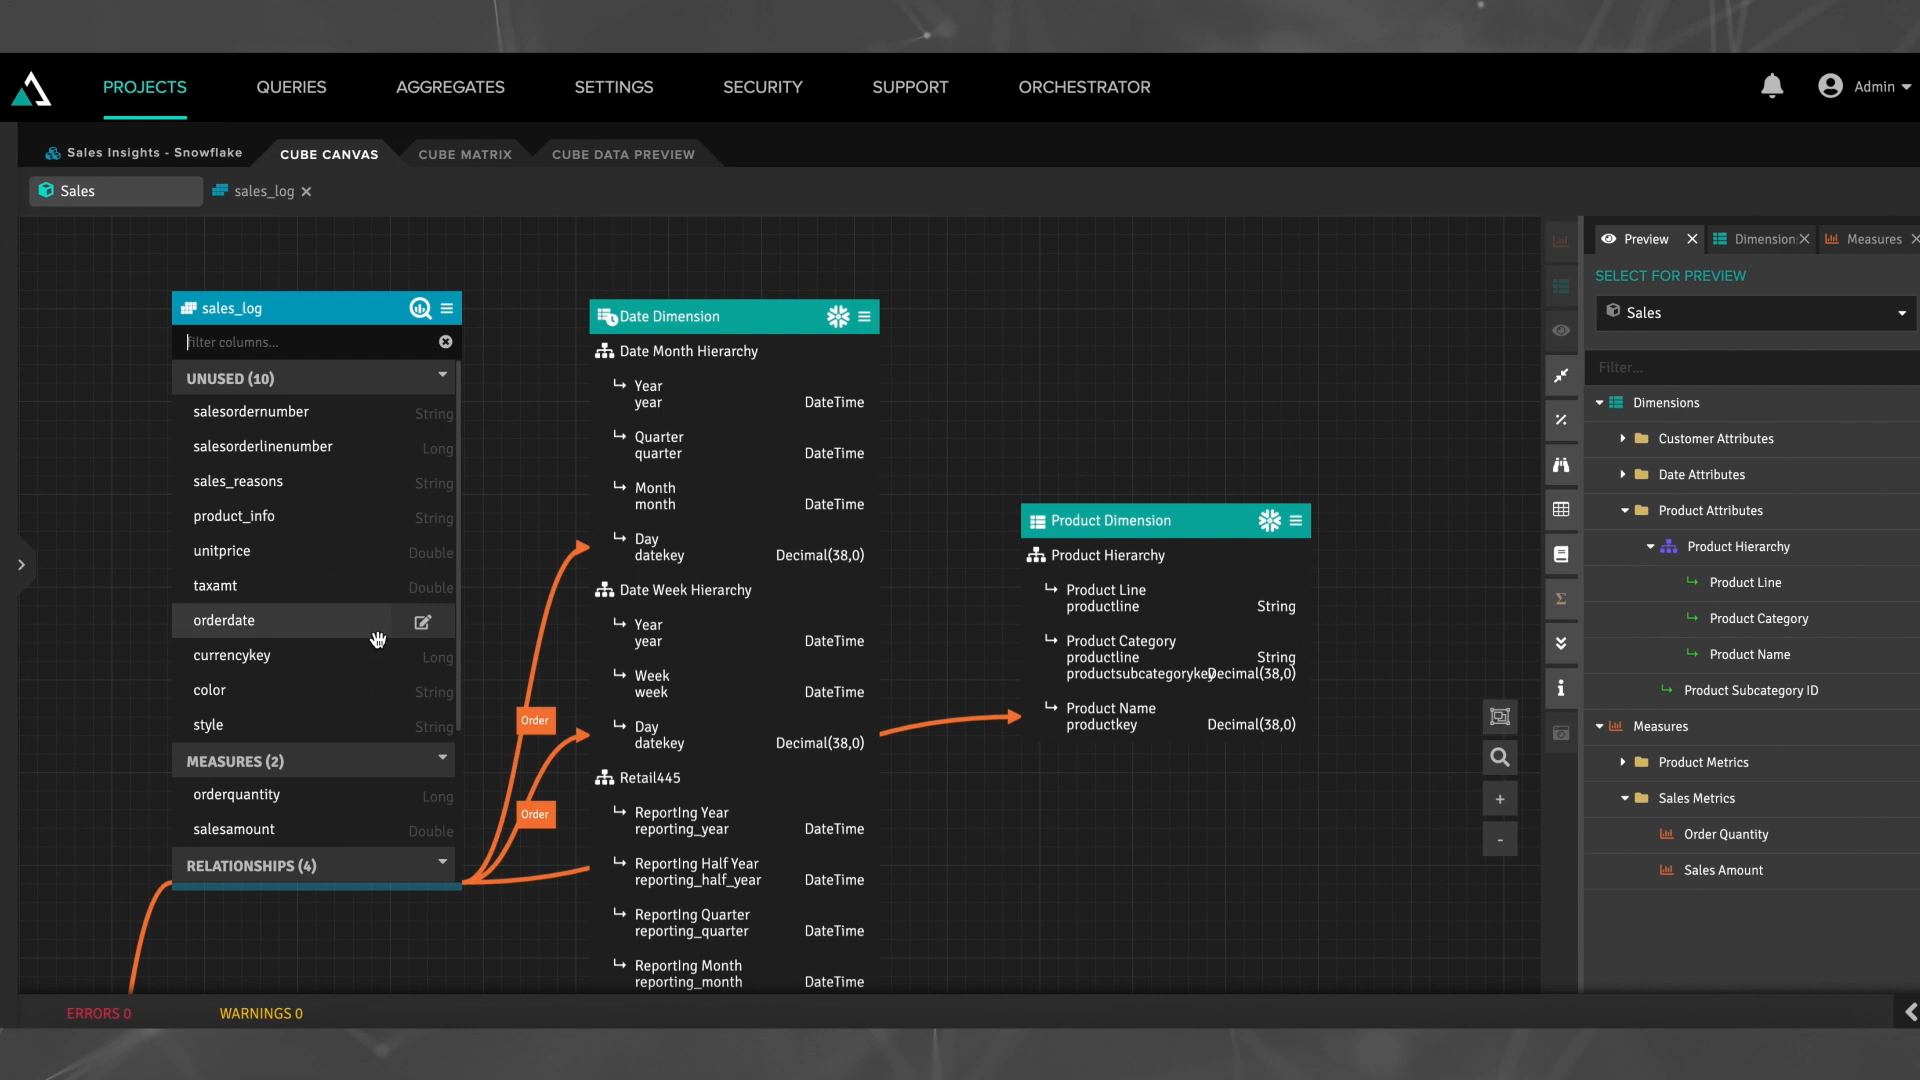 PROJECTS
QUERIES
AGGREGATES
SETTINGS
SECURITY
SUPPORT
ORCHESTRATOR
Admin
Sales Insights - Snowflake
CUBE CANVAS
CUBE MATRIX
CUBE DATA PREVIEW
Sales
sales_log
sales_log
filter columns...
UNUSED (10)
salesordernumber String
salesorderlinenumber Long
sales_reasons String
product_info String
unitprice Double
taxamt Double
orderdate
currencykey Long
color String
style String
MEASURES (2)
orderquantity Long
salesamount Double
RELATIONSHIPS (4)
Order
Order
Date Dimension
Date Month Hierarchy
Year
year DateTime
Quarter
quarter DateTime
Month
month DateTime
Day
datekey Decimal(38,0)
Date Week Hierarchy
Year
year DateTime
Week
week DateTime
Day
datekey Decimal(38,0)
Retail445
ReportIng Year
reporting_year DateTime
ReportIng Half Year
reporting_half_year DateTime
ReportIng Quarter
reporting_quarter DateTime
ReportIng Month
reporting_month DateTime
Product Dimension
Product Hierarchy
Product Line
productline String
Product Category
productline String
productsubcategorykey Decimal(38,0)
Product Name
productkey Decimal(38,0)
+
-
Preview
Dimension
Measures
SELECT FOR PREVIEW
Sales
Filter...
Dimensions
Customer Attributes
Date Attributes
Product Attributes
Product Hierarchy
Product Line
Product Category
Product Name
Product Subcategory ID
Measures
Product Metrics
Sales Metrics
Order Quantity
Sales Amount
ERRORS 0
WARNINGS 0